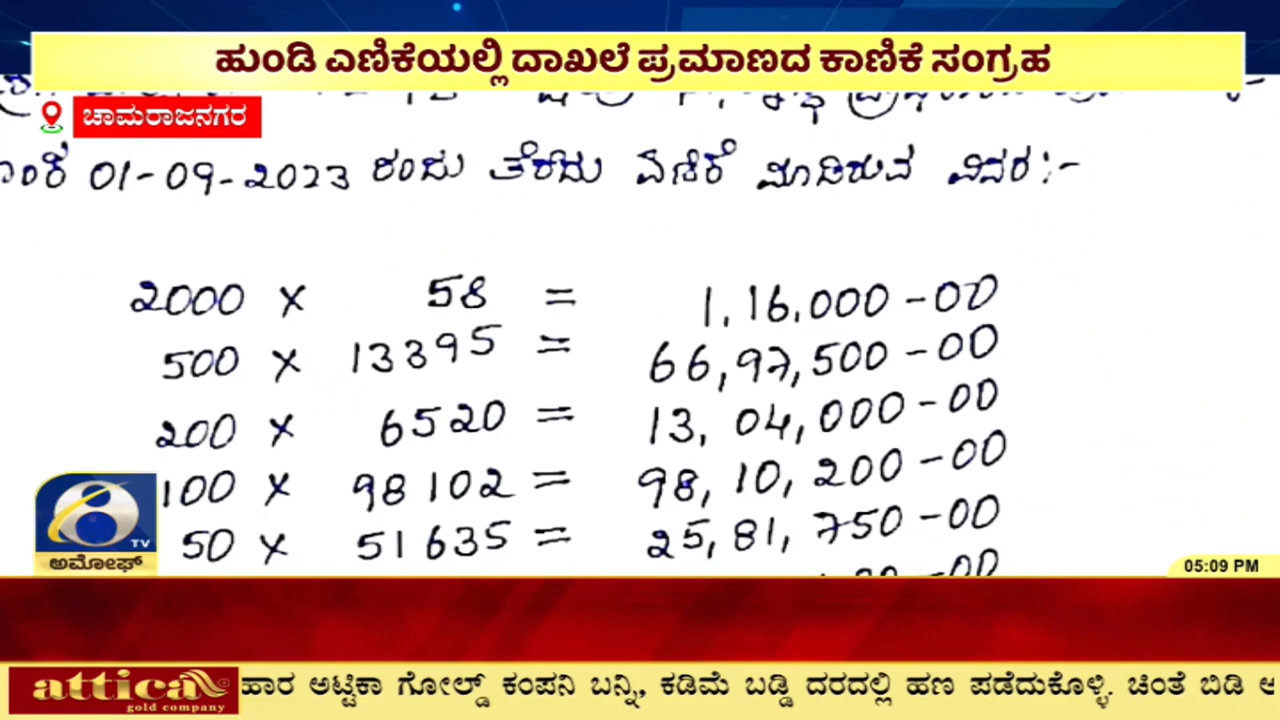 ಹುಂಡಿ ಎಣಿಕೆಯಲ್ಲಿ ದಾಖಲೆ ಪ್ರಮಾಣದ ಕಾಣಿಕೆ ಸಂಗ್ರಹ
ಚಾಮರಾಜನಗರ
01-09-2023 ರಂದು ತೆರೆದು ಎಣಿಕೆ ಮಾಡಿರುವ ವಿವರ:-
2000 x 58 = 1,16,000-00
500 x 13395 = 66,97,500-00
200 x 6520 = 13,04,000-00
100 x 98102 = 98,10,200-00
50 x 51635 = 25,81,750-00
8
TV
ಅಮೋಘ್
05:09 PM
attica
gold company
ಹಾರ ಅಟ್ಟಿಕಾ ಗೋಲ್ಡ್ ಕಂಪನಿ ಬನ್ನಿ, ಕಡಿಮೆ ಬಡ್ಡಿ ದರದಲ್ಲಿ ಹಣ ಪಡೆದುಕೊಳ್ಳಿ. ಚಿಂತೆ ಬಿಡಿ